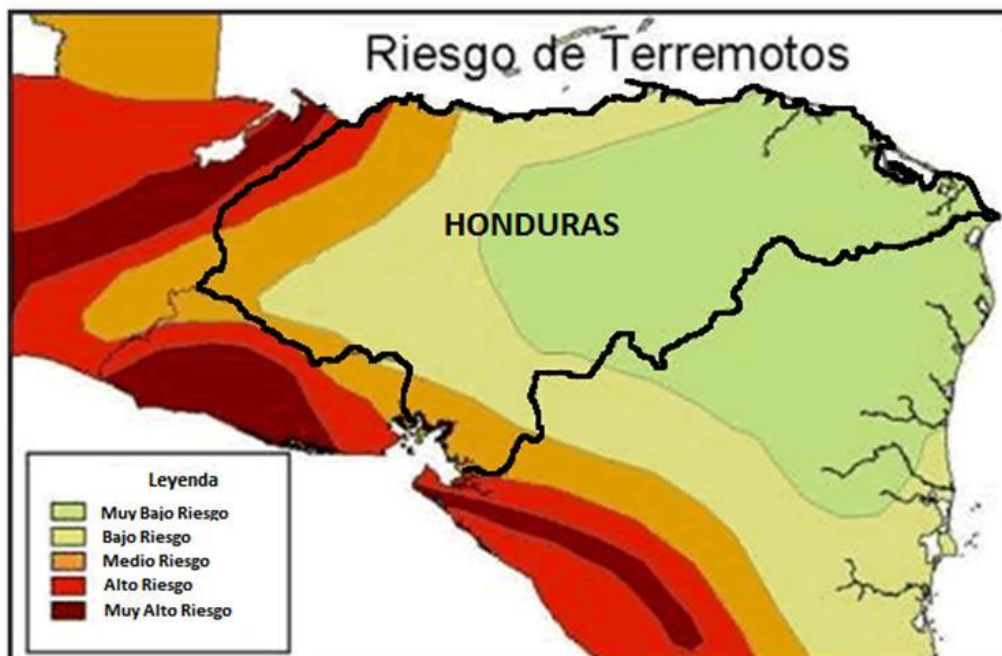 Riesgo de Terremotos
HONDURAS
Leyenda
Muy Bajo Riesgo
Bajo Riesgo
Medio Riesgo
Alto Riesgo
Muy Alto Riesgo